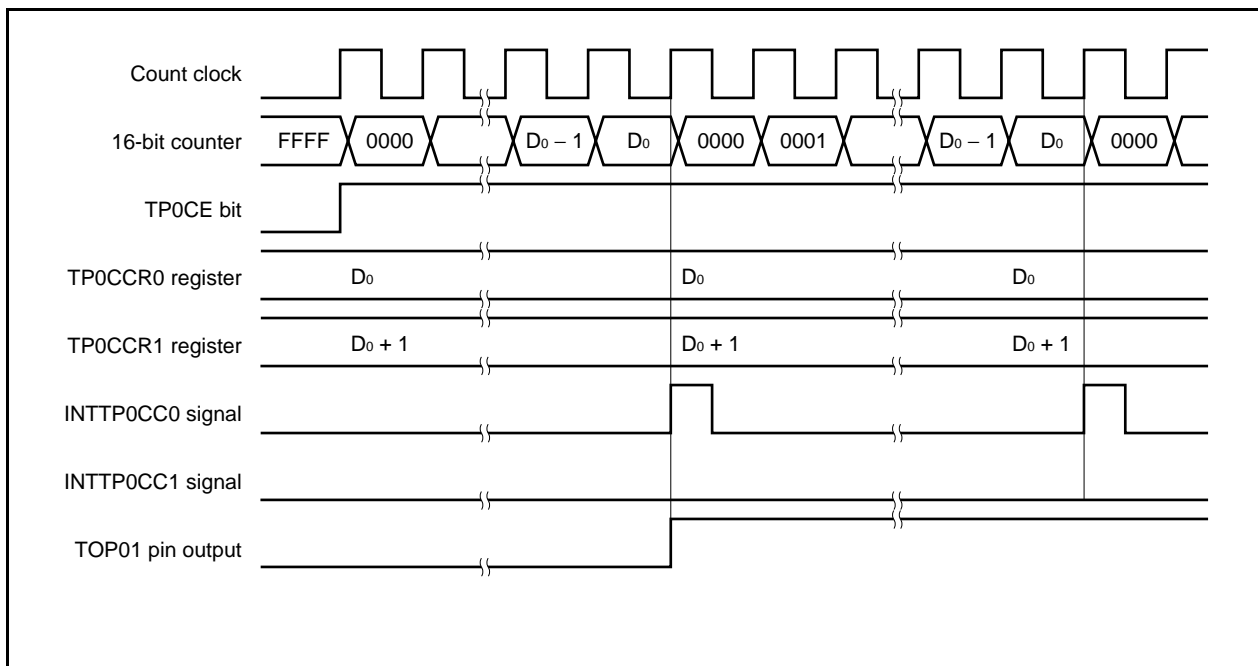 Count clock
16-bit counter FFFF 0000 D₀ − 1 D₀ 0000 0001 D₀ − 1 D₀ 0000
TP0CE bit
TP0CCR0 register D₀ D₀ D₀
TP0CCR1 register D₀ + 1 D₀ + 1 D₀ + 1
INTTP0CC0 signal
INTTP0CC1 signal
TOP01 pin output